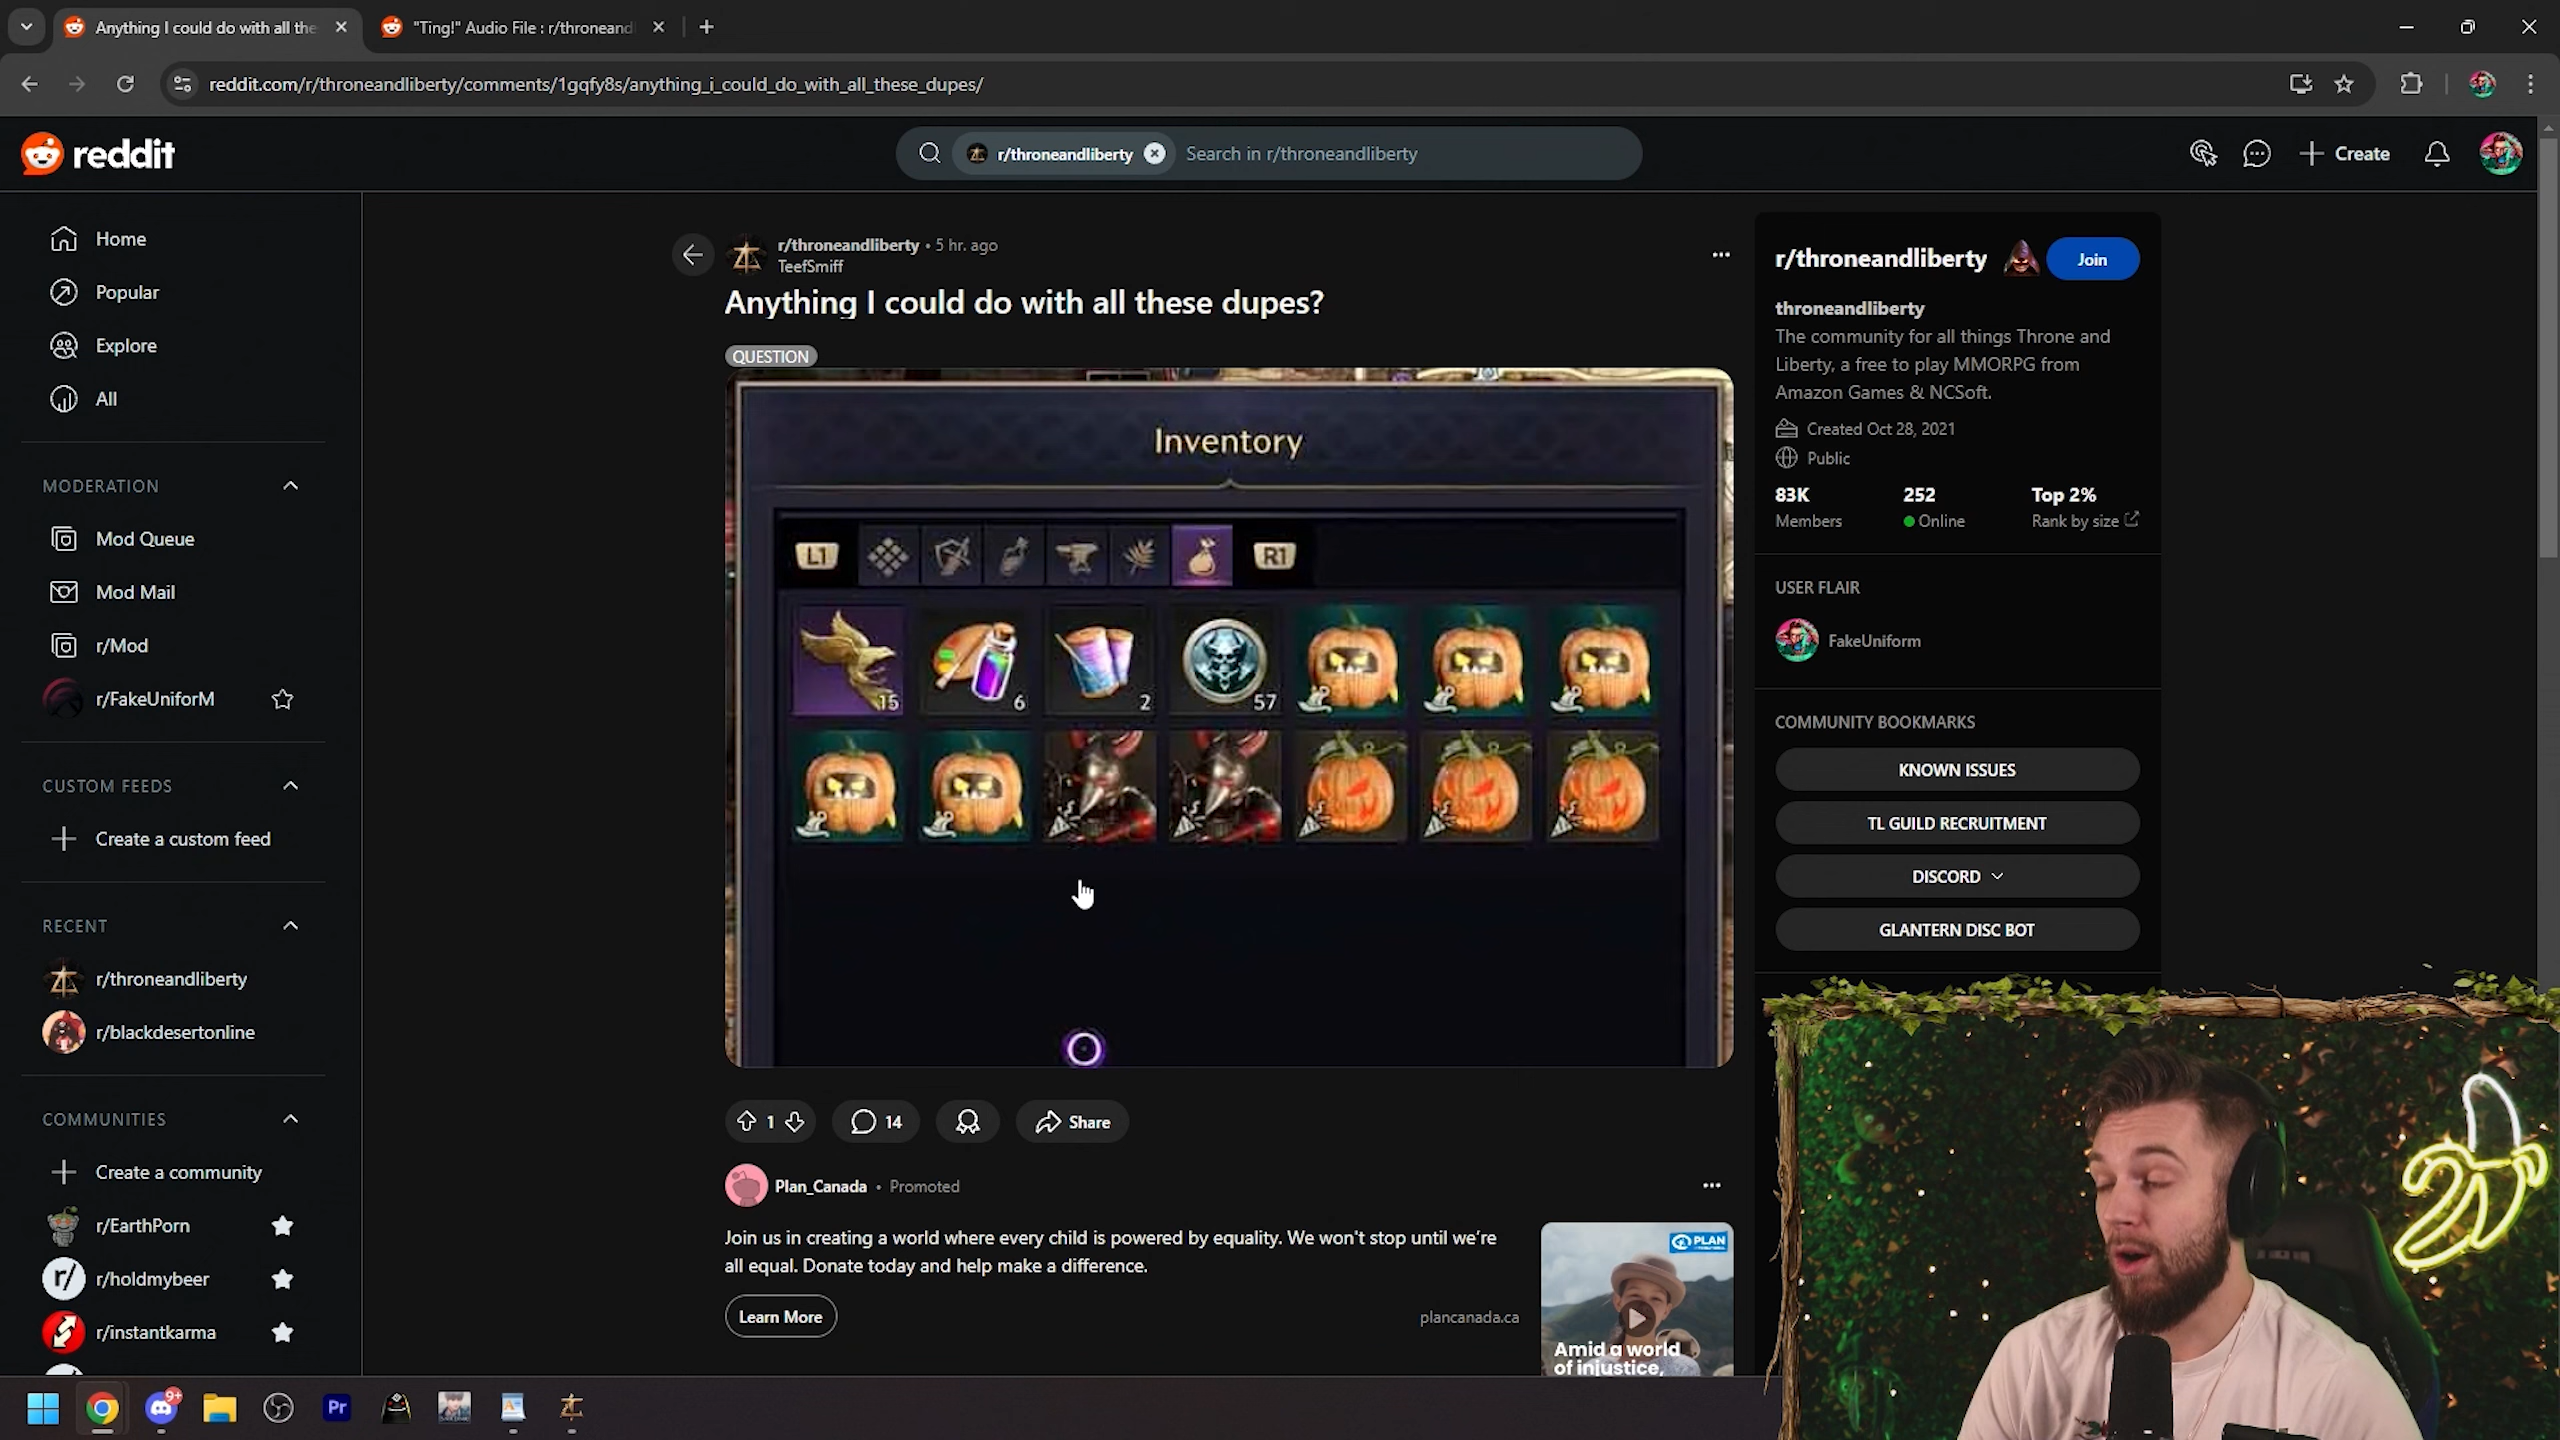 Anything I could do with all the
"Ting!" Audio File : r/throneand
reddit.com/r/throneandliberty/comments/1gqfy8s/anything_i_could_do_with_all_these_dupes/
reddit
r/throneandliberty
Search in r/throneandliberty
Create
Home
Popular
Explore
All
MODERATION
Mod Queue
Mod Mail
r/Mod
r/FakeUniforM
CUSTOM FEEDS
Create a custom feed
RECENT
r/throneandliberty
r/blackdesertonline
COMMUNITIES
Create a community
r/EarthPorn
r/holdmybeer
r/instantkarma
r/throneandliberty • 5 hr. ago
TeefSmiff
Anything I could do with all these dupes?
QUESTION
Inventory
L1
R1
15
6
2
57
1
14
Share
Plan_Canada • Promoted
Join us in creating a world where every child is powered by equality. We won't stop until we're
all equal. Donate today and help make a difference.
Learn More
plancanada.ca
PLAN
Amid a world
of injustice,
r/throneandliberty
Join
throneandliberty
The community for all things Throne and
Liberty, a free to play MMORPG from
Amazon Games & NCSoft.
Created Oct 28, 2021
Public
83K
Members
252
Online
Top 2%
Rank by size
USER FLAIR
FakeUniform
COMMUNITY BOOKMARKS
KNOWN ISSUES
TL GUILD RECRUITMENT
DISCORD
GLANTERN DISC BOT
9+
Pr